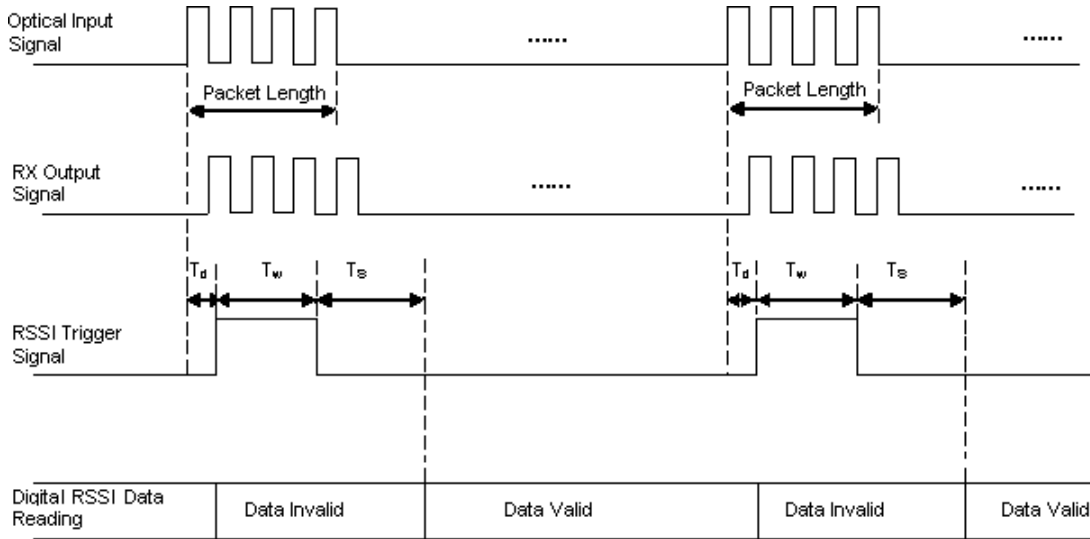 Optical Input
Signal
......
......
Packet Length
Packet Length
RX Output
Signal
......
......
Td
Tw
TS
Td
Tw
TS
RSSI Trigger
Signal
Digital RSSI Data
Reading
Data Invalid
Data Valid
Data Invalid
Data Valid